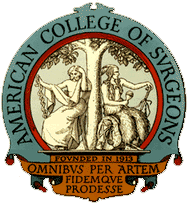 AMERICAN COLLEGE OF SVRGEONS
FOVNDED IN 1913
OMNIBVS PER ARTEM
FIDEMQVE
PRODESSE